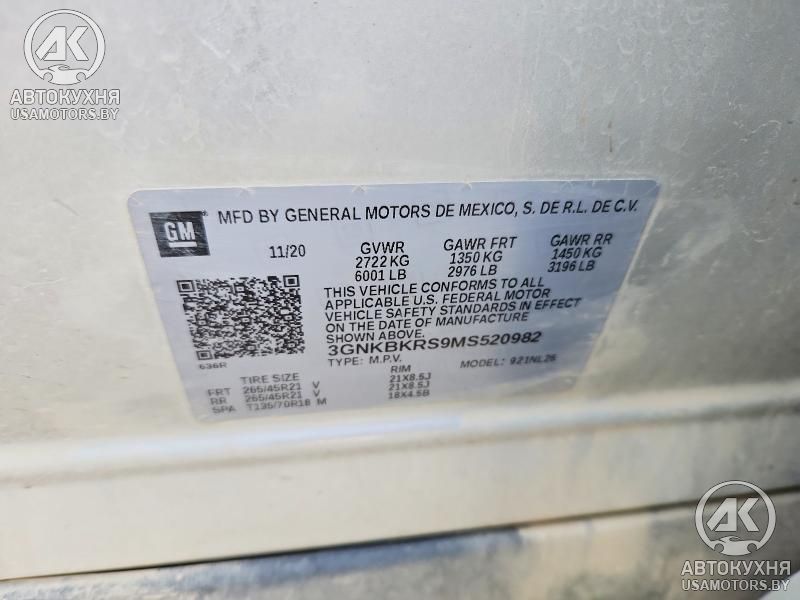 AK
АВТОКУХНЯ
USAMOTORS.BY
GM
MFD BY GENERAL MOTORS DE MEXICO, S. DE R.L. DE C.V.
11/20 GVWR GAWR FRT GAWR RR
2722 KG 1350 KG 1450 KG
6001 LB 2976 LB 3196 LB
THIS VEHICLE CONFORMS TO ALL
APPLICABLE U.S. FEDERAL MOTOR
VEHICLE SAFETY STANDARDS IN EFFECT
ON THE DATE OF MANUFACTURE
SHOWN ABOVE.
3GNKBKRS9MS520982
636R TYPE: M.P.V. MODEL: 921NL26
TIRE SIZE RIM
FRT 265/45R21 V 21X8.5J
RR 265/45R21 V 21X8.5J
SPA T135/70R18 M 18X4.5B
AK
АВТОКУХНЯ
USAMOTORS.BY